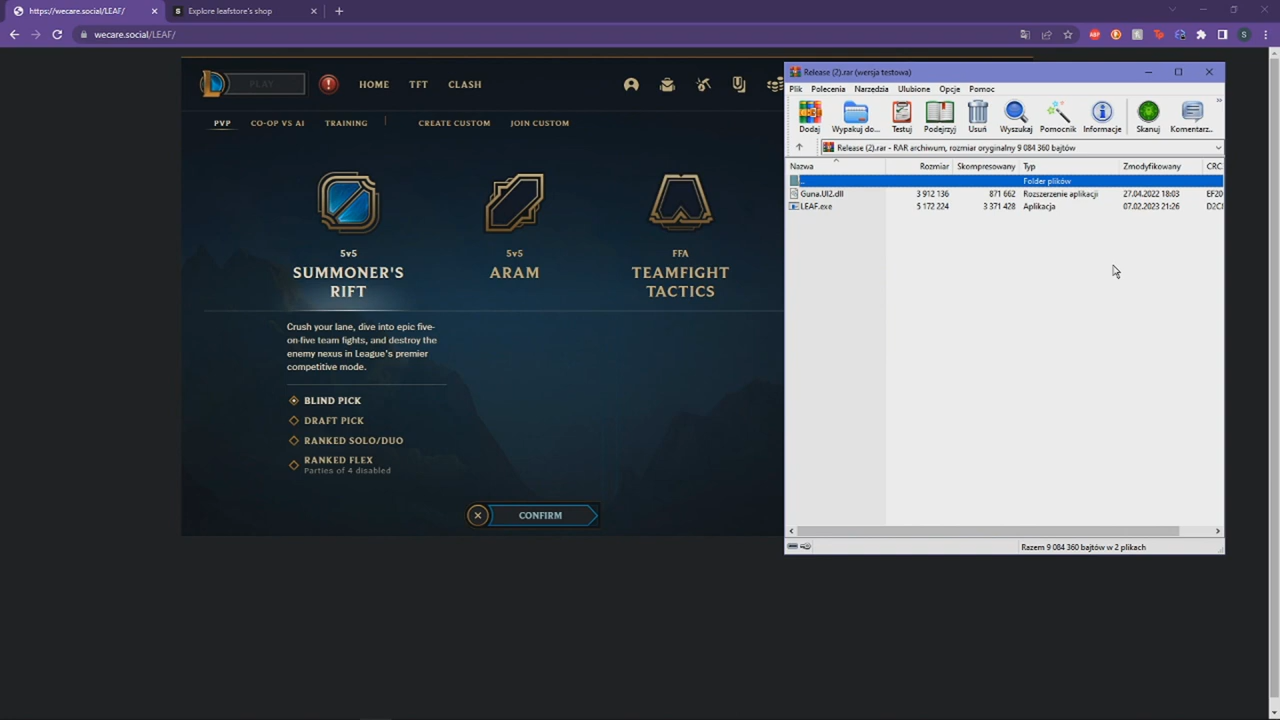 https://wecare.social/LEAF/
Explore leafstore's shop
wecare.social/LEAF/
ABP
S
PLAY
HOME
TFT
CLASH
PVP
CO-OP VS AI
TRAINING
CREATE CUSTOM
JOIN CUSTOM
5v5
SUMMONER'S
RIFT
5v5
ARAM
FFA
TEAMFIGHT
TACTICS
Crush your lane, dive into epic five-
on-five team fights, and destroy the
enemy nexus in League's premier
competitive mode.
BLIND PICK
DRAFT PICK
RANKED SOLO/DUO
RANKED FLEX
Parties of 4 disabled
CONFIRM
Release (2).rar (wersja testowa)
Plik Polecenia Narzędzia Ulubione Opcje Pomoc
Dodaj Wypakuj do... Testuj Podejrzyj Usuń Wyszukaj Pomocnik Informacje Skanuj Komentarz..
Release (2).rar - RAR archiwum, rozmiar oryginalny 9 084 360 bajtów
Nazwa Rozmiar Skompresowany Typ Zmodyfikowany CRC
.. Folder plików
Guna.UI2.dll 3 912 136 871 662 Rozszerzenie aplikacji 27.04.2022 18:03 EF20
LEAF.exe 5 172 224 3 371 428 Aplikacja 07.02.2023 21:26
Razem 9 084 360 bajtów w 2 plikach